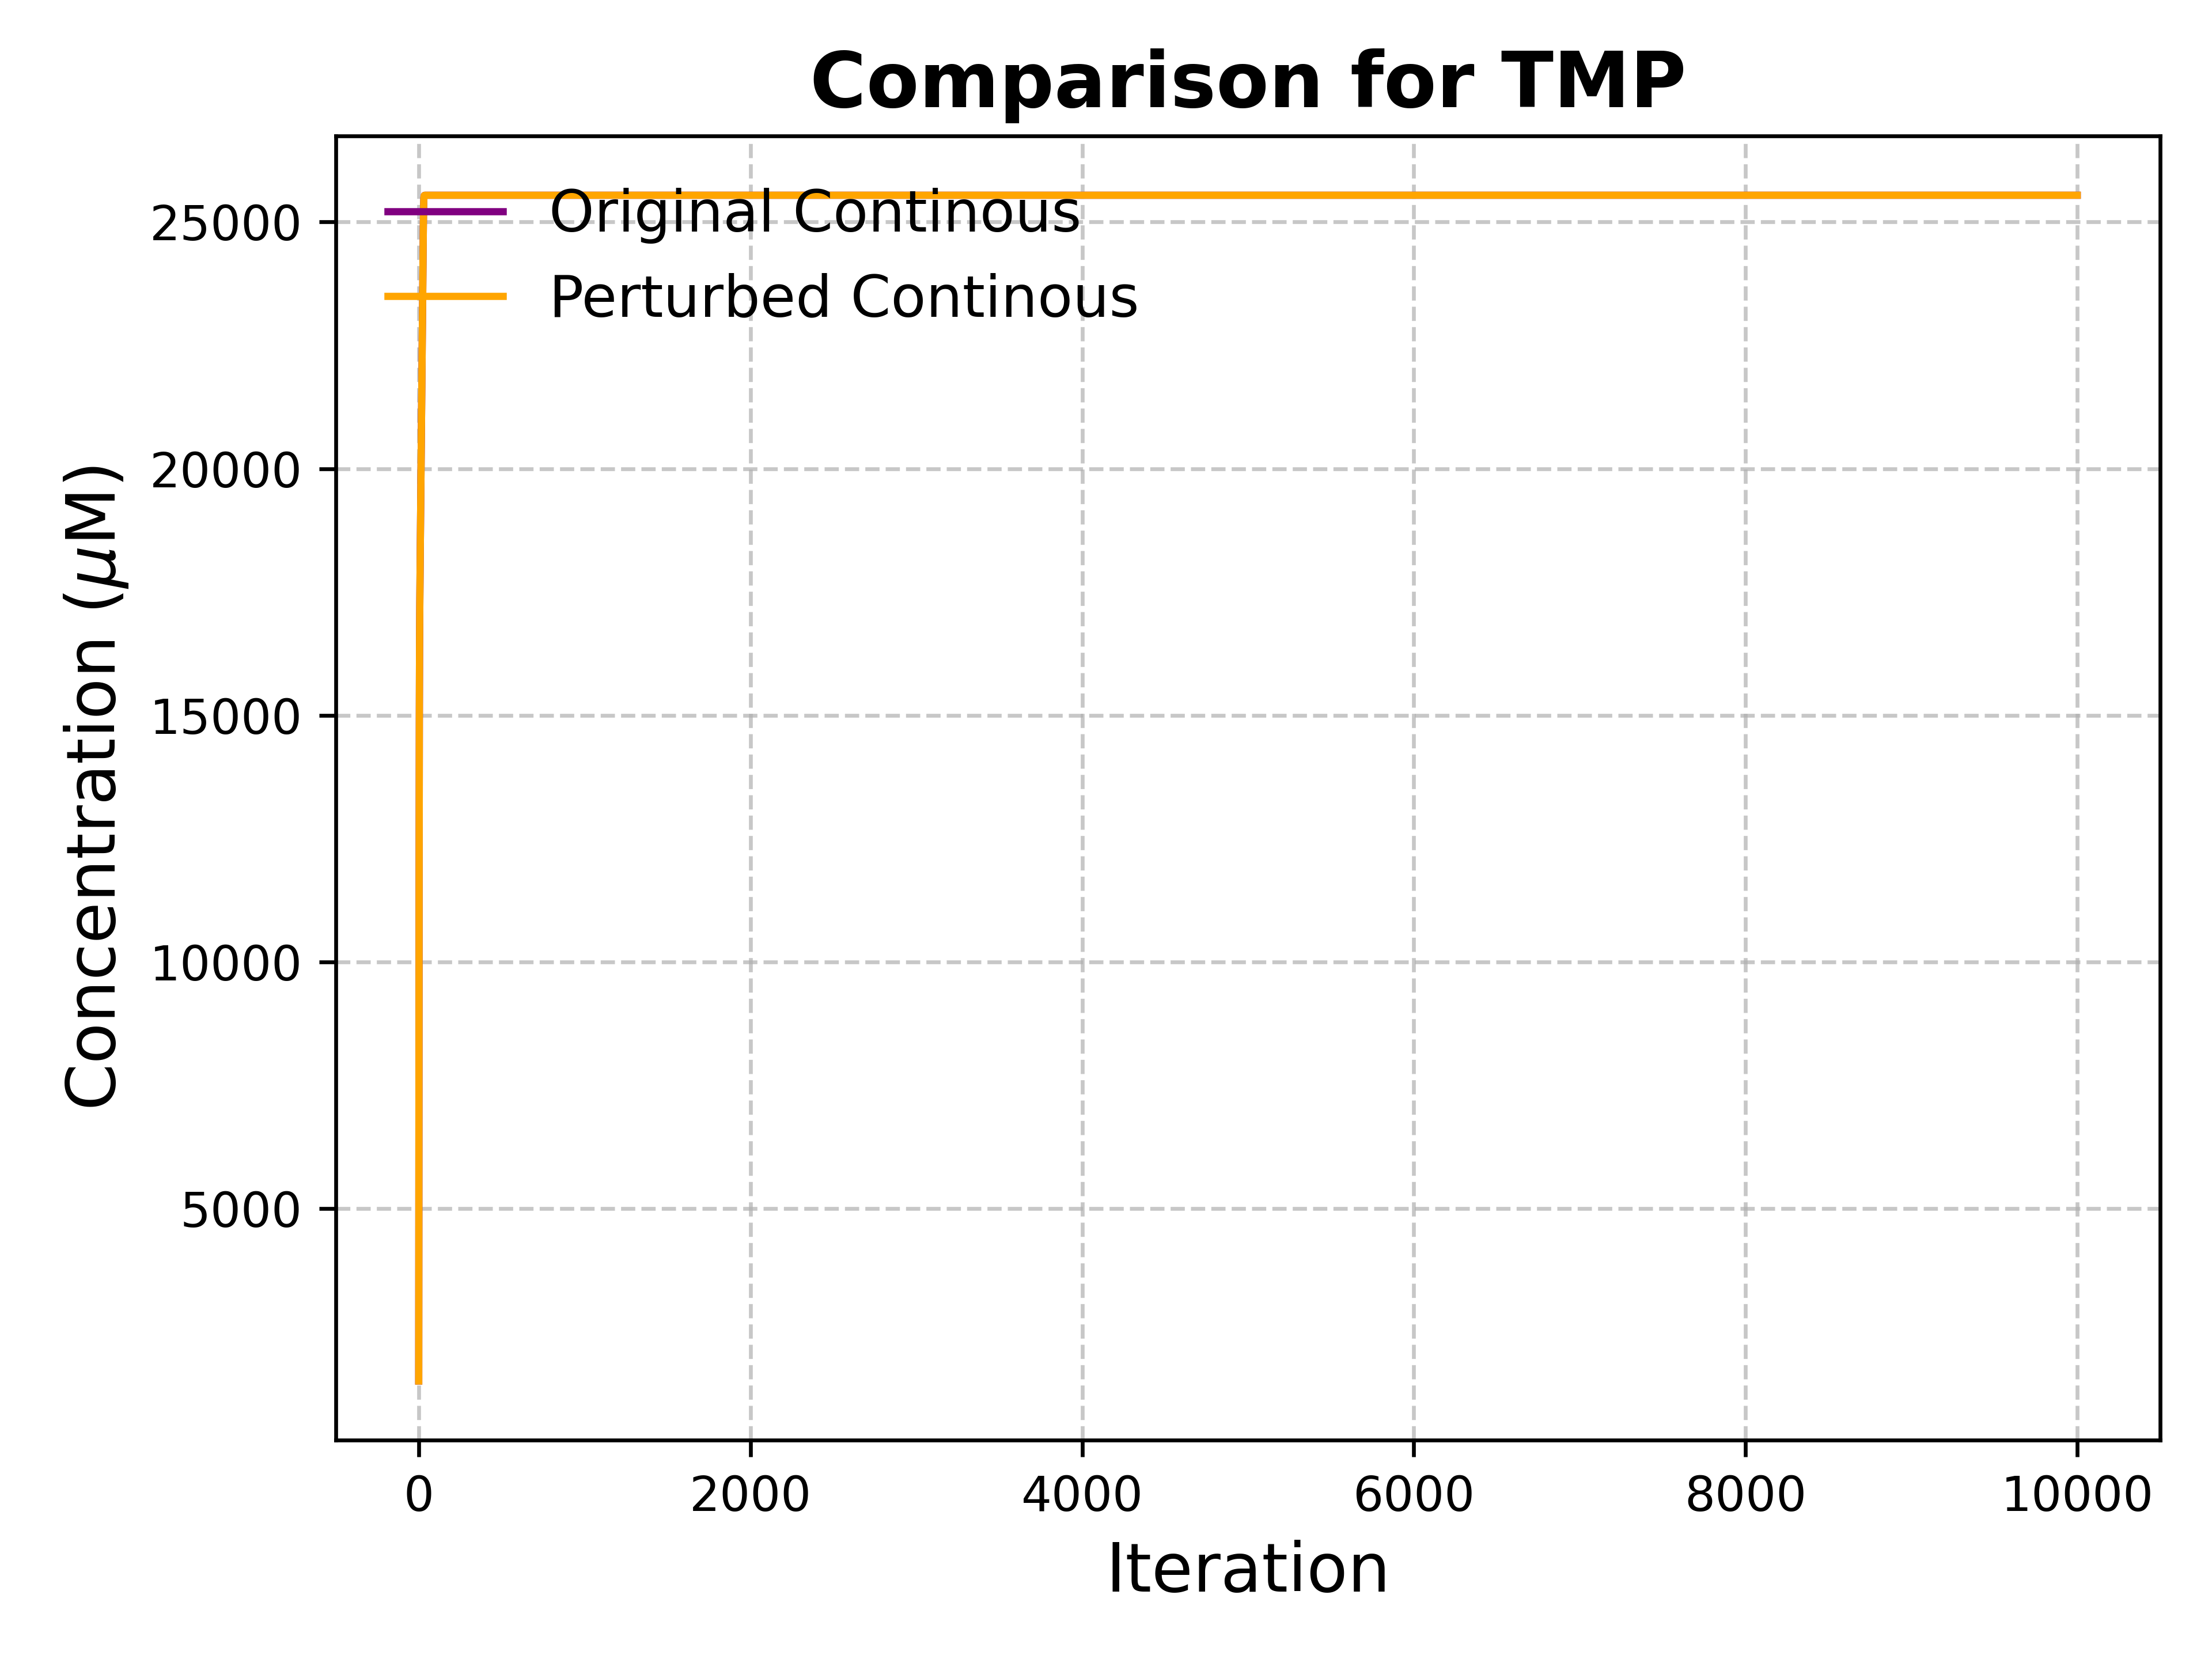 Comparison for TMP
Concentration (μM)
25000
20000
15000
10000
5000
Original Continous
Perturbed Continous
0 2000 4000 6000 8000 10000
Iteration